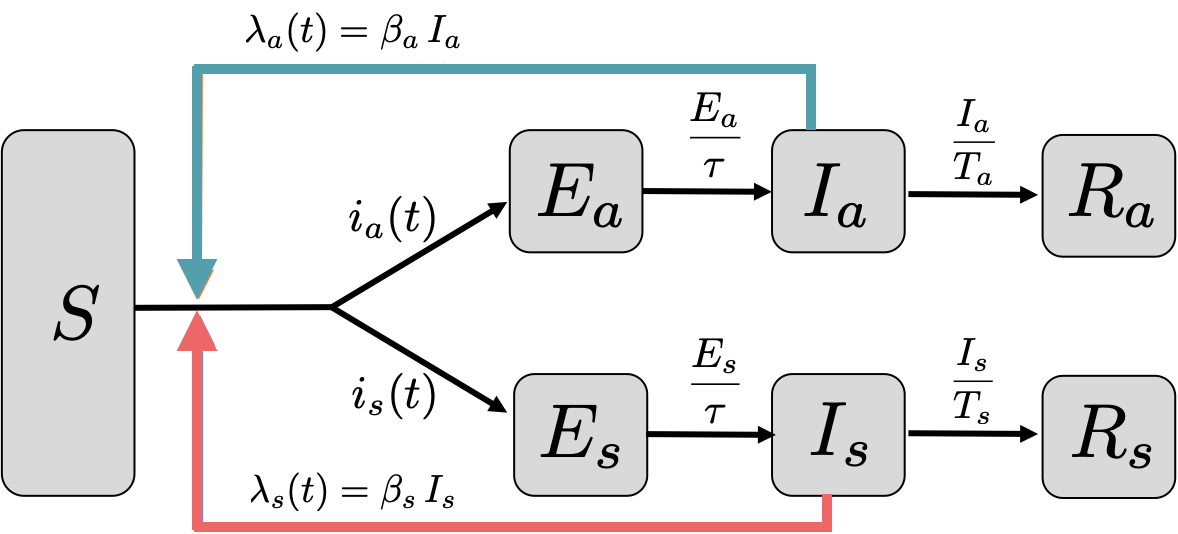 λₐ(t) = βₐ Iₐ
Eₐ/τ
Iₐ/Tₐ
S
iₐ(t)
Eₐ
Iₐ
Rₐ
iₛ(t)
Eₛ/τ
Iₛ/Tₛ
Eₛ
Iₛ
Rₛ
λₛ(t) = βₛ Iₛ